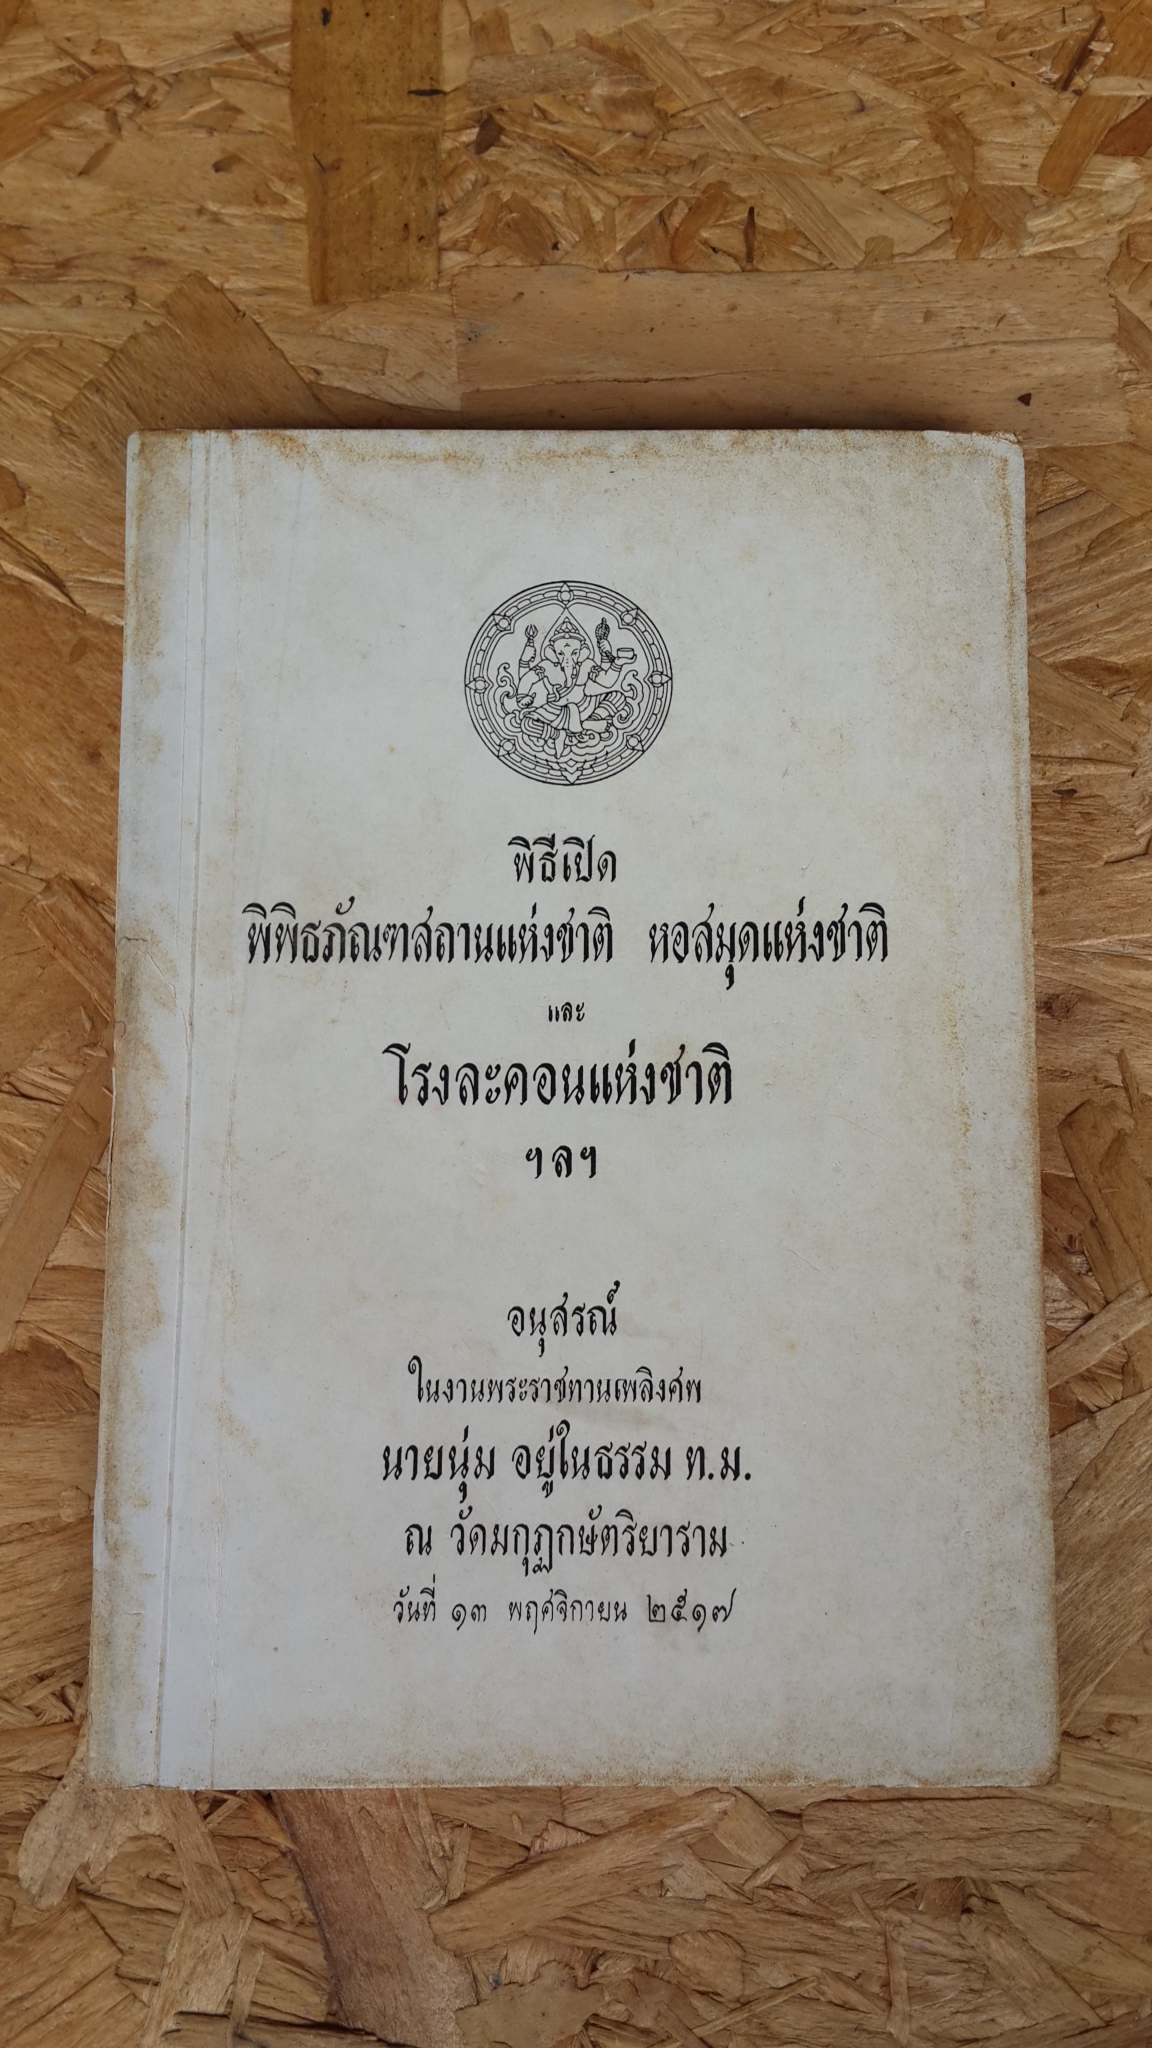 พิธีเปิด
พิพิธภัณฑสถานแห่งชาติ หอสมุดแห่งชาติ
และ
โรงละคอนแห่งชาติ
ฯลฯ
อนุสรณ์
ในงานพระราชทานเพลิงศพ
นายนุ่ม อยู่ในธรรม ท.ม.
ณ วัดมกุฏกษัตริยาราม
วันที่ ๑๓ พฤศจิกายน ๒๕๑๗